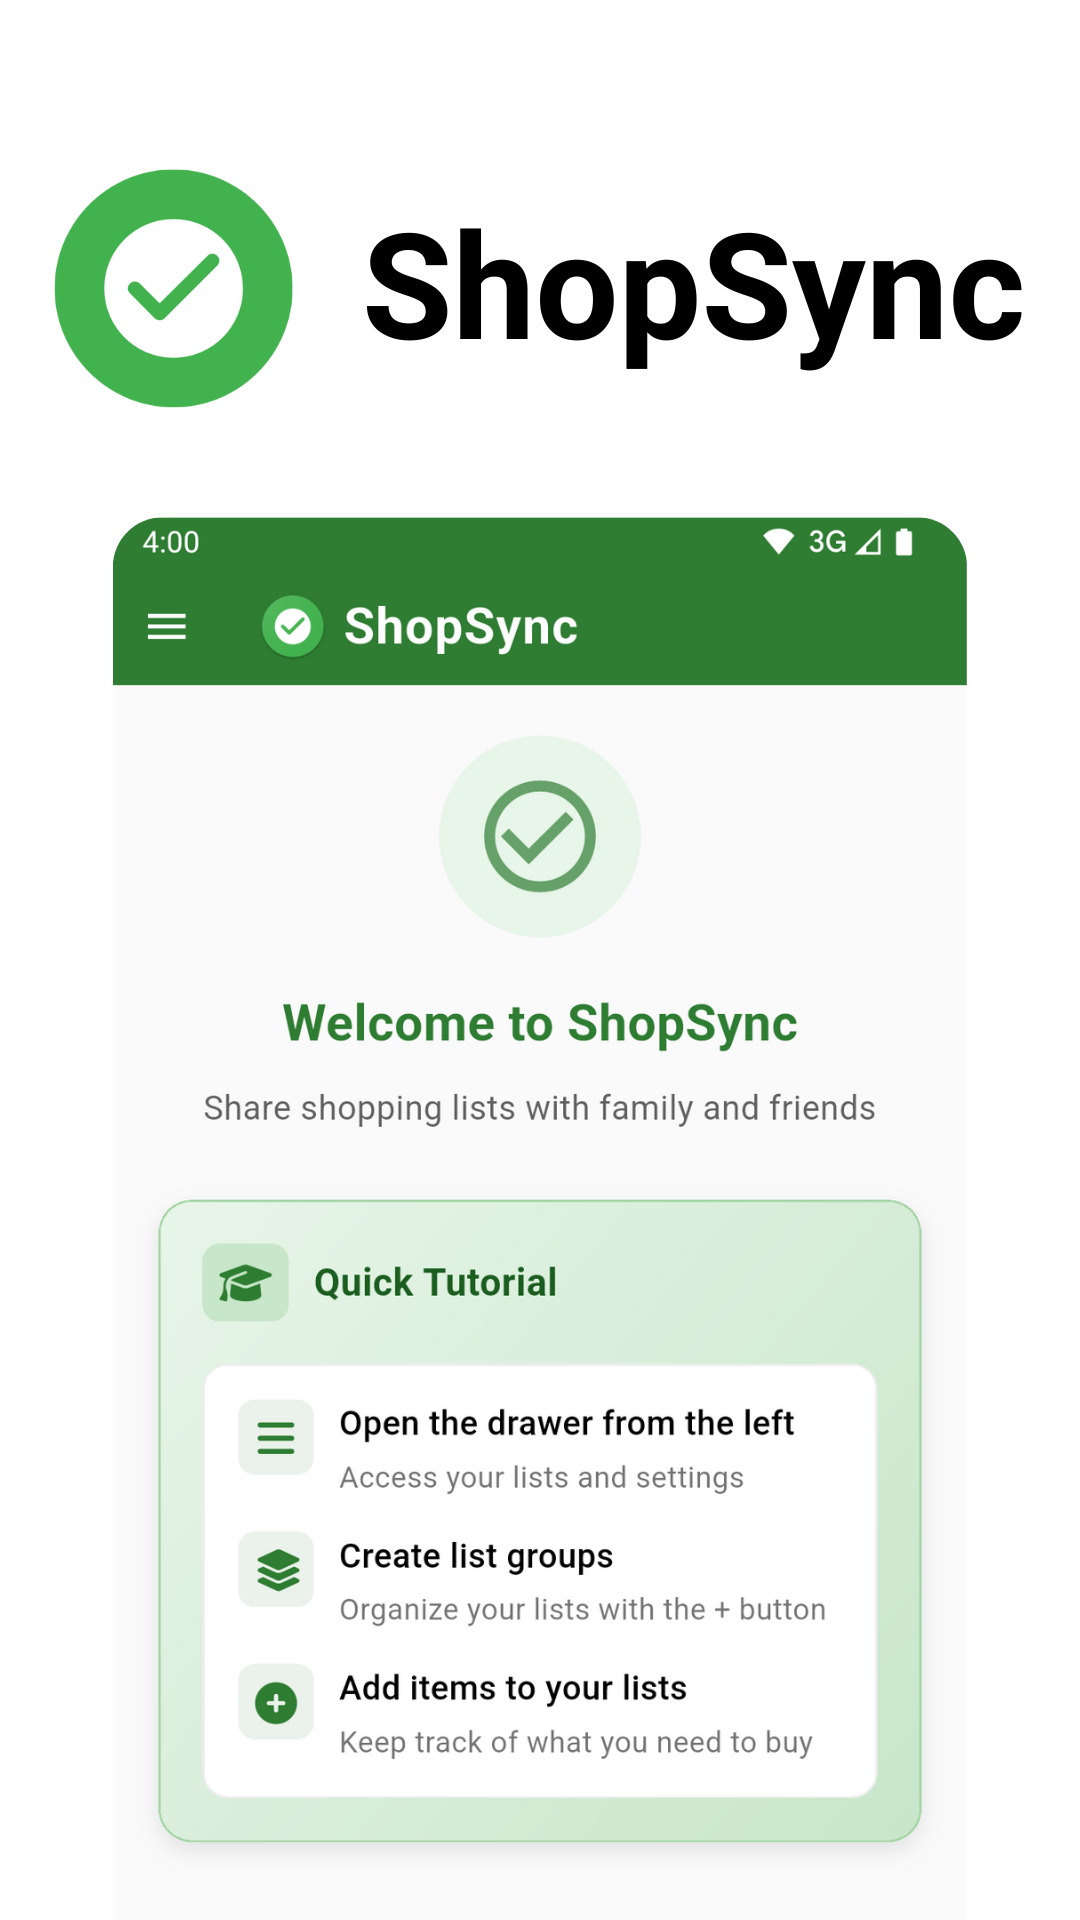 ShopSync
4:00 3G
ShopSync
Welcome to ShopSync
Share shopping lists with family and friends
Quick Tutorial
Open the drawer from the left
Access your lists and settings
Create list groups
Organize your lists with the + button
Add items to your lists
Keep track of what you need to buy